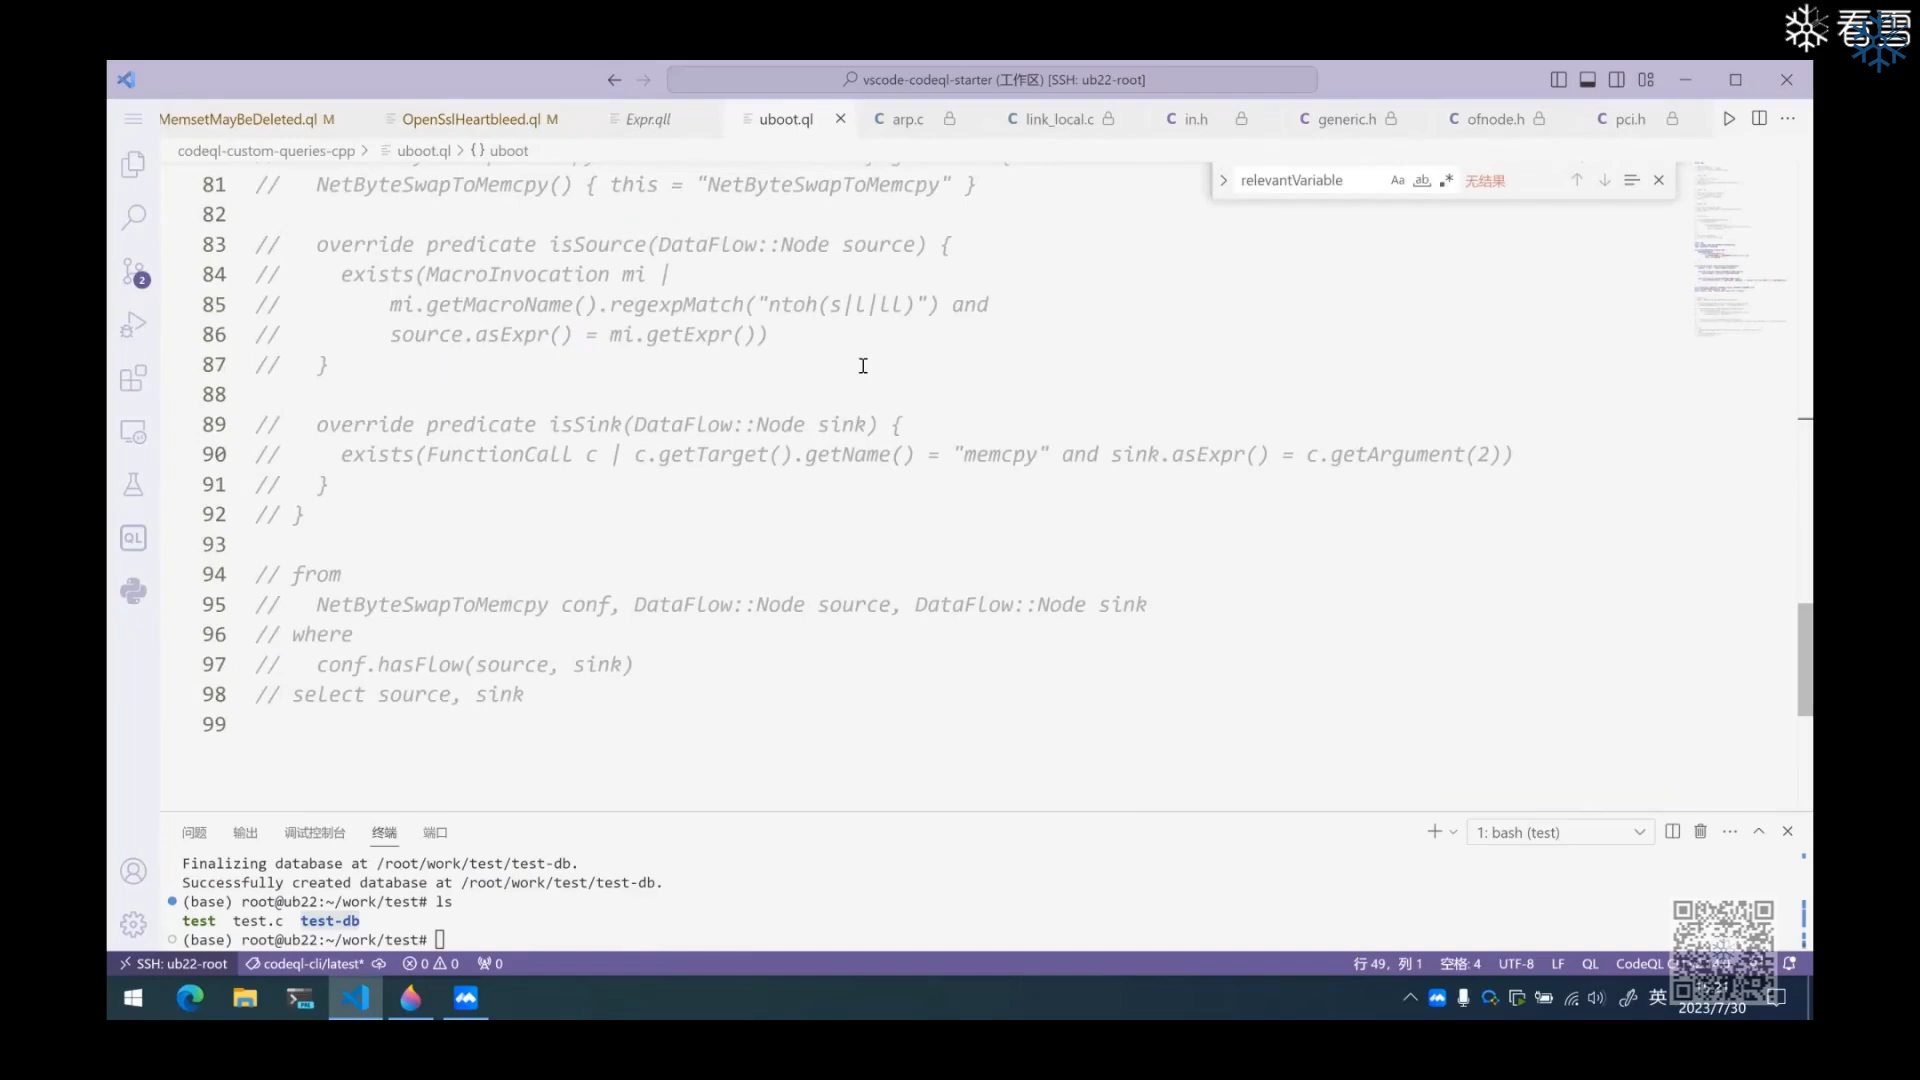 看雪
vscode-codeql-starter (工作区) [SSH: ub22-root]
MemsetMayBeDeleted.ql M
OpenSslHeartbleed.ql M
Expr.qll
uboot.ql
C arp.c
C link_local.c
C in.h
C generic.h
C ofnode.h
C pci.h
codeql-custom-queries-cpp > uboot.ql > {} uboot
relevantVariable
Aa ab .* 无结果
81 //   NetByteSwapToMemcpy() { this = "NetByteSwapToMemcpy" }
82
83 //   override predicate isSource(DataFlow::Node source) {
84 //     exists(MacroInvocation mi |
85 //         mi.getMacroName().regexpMatch("ntoh(s|l|ll)") and
86 //         source.asExpr() = mi.getExpr())
87 //   }
88
89 //   override predicate isSink(DataFlow::Node sink) {
90 //     exists(FunctionCall c | c.getTarget().getName() = "memcpy" and sink.asExpr() = c.getArgument(2))
91 //   }
92 // }
93
94 // from
95 //   NetByteSwapToMemcpy conf, DataFlow::Node source, DataFlow::Node sink
96 // where
97 //   conf.hasFlow(source, sink)
98 // select source, sink
99
2
QL
问题 输出 调试控制台 终端 端口
1: bash (test)
Finalizing database at /root/work/test/test-db.
Successfully created database at /root/work/test/test-db.
(base) root@ub22:~/work/test# ls
test  test.c  test-db
(base) root@ub22:~/work/test#
SSH: ub22-root codeql-cli/latest* 0 0 0
行 49, 列 1 空格: 4 UTF-8 LF QL CodeQL
英
2023/7/30